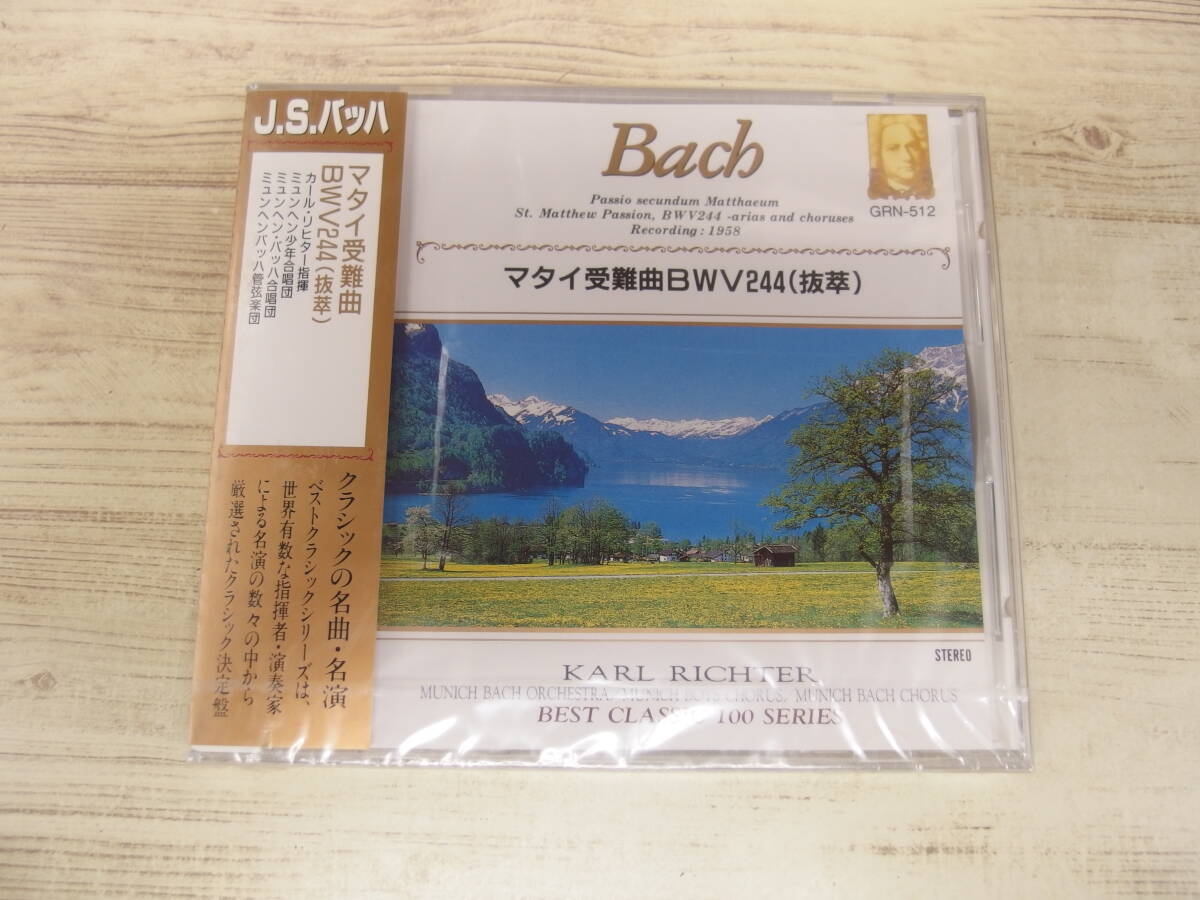 J.S.バッハ
マタイ受難曲
BWV244(抜萃)
カール・リヒター指揮
ミュンヘン少年合唱団
ミュンヘン・バッハ合唱団
ミュンヘンバッハ管弦楽団
クラシックの名曲・名演
ベストクラシックシリーズは、
世界有数な指揮者・演奏家
による名演の数々の中から
厳選されたクラシック決定盤
Bach
Passio secundum Matthaeum
St. Matthew Passion, BWV244 -arias and choruses
Recording : 1958
GRN-512
マタイ受難曲BWV244(抜萃)
STEREO
KARL RICHTER
MUNICH BACH ORCHESTRA, MUNICH BOYS CHORUS, MUNICH BACH CHORUS
BEST CLASSIC 100 SERIES